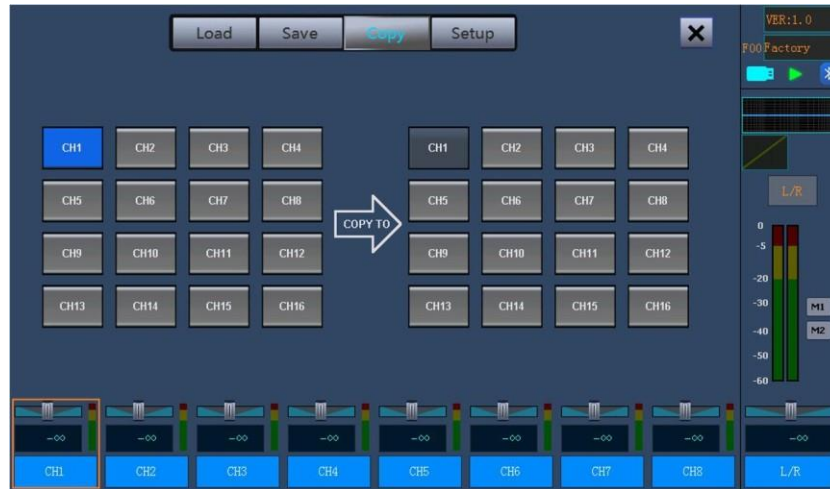 Load Save Copy Setup
VER:1.0
F00 Factory
CH1 CH2 CH3 CH4
CH5 CH6 CH7 CH8
CH9 CH10 CH11 CH12
CH13 CH14 CH15 CH16
COPY TO
CH1 CH2 CH3 CH4
CH5 CH6 CH7 CH8
CH9 CH10 CH11 CH12
CH13 CH14 CH15 CH16
L/R
0
-5
-20
-30
-40
-50
-60
M1
M2
-∞ -∞ -∞ -∞ -∞ -∞ -∞ -∞ -∞
CH1 CH2 CH3 CH4 CH5 CH6 CH7 CH8 L/R